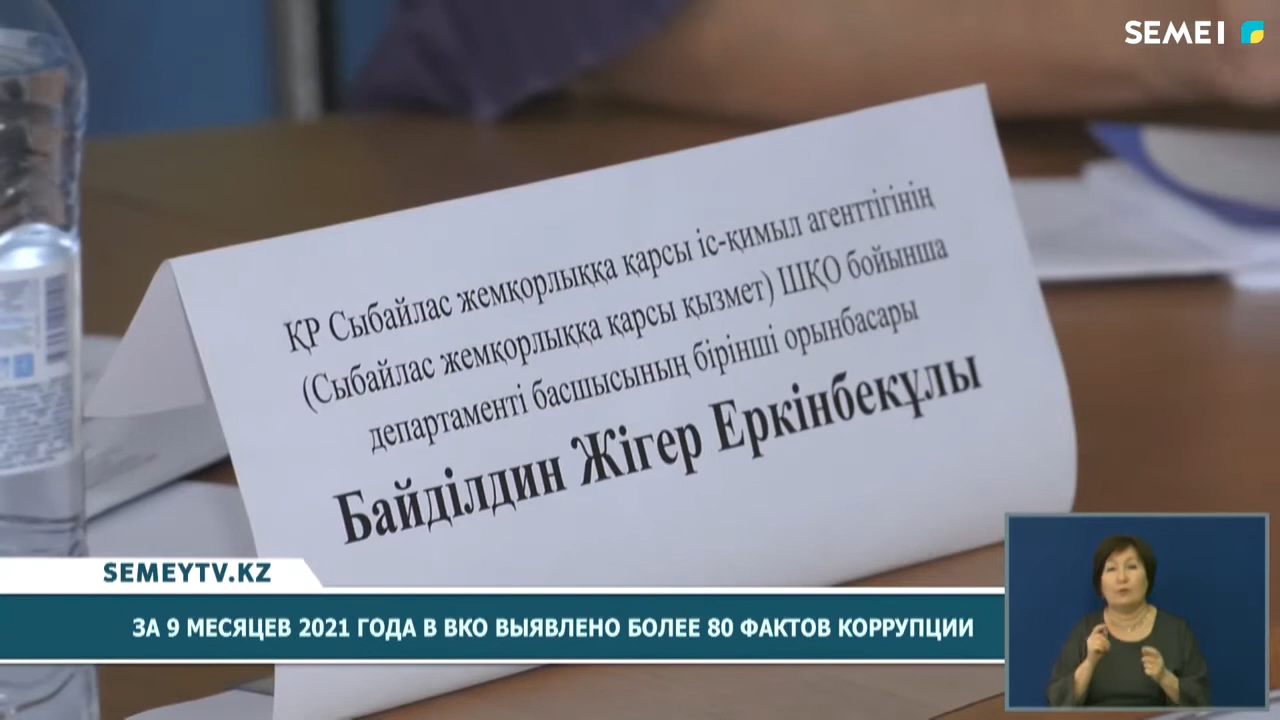 SEMEI
ҚР Сыбайлас жемқорлыққа қарсы іс-қимыл агенттігінің
(Сыбайлас жемқорлыққа қарсы қызмет) ШҚО бойынша
департаменті басшысының бірінші орынбасары
Байділдин Жігер Еркінбекұлы
SEMEYTV.KZ
ЗА 9 МЕСЯЦЕВ 2021 ГОДА В ВКО ВЫЯВЛЕНО БОЛЕЕ 80 ФАКТОВ КОРРУПЦИИ